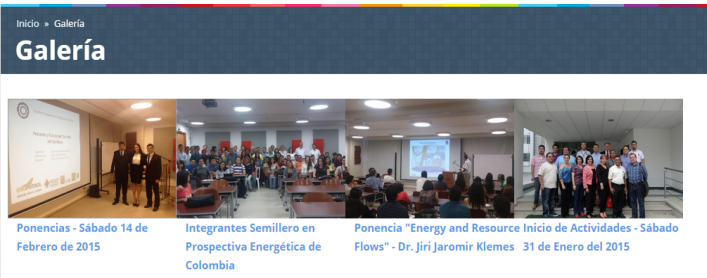 Inicio » Galería
Galería
Ponencias - Sábado 14 de
Febrero de 2015
Integrantes Semillero en
Prospectiva Energética de
Colombia
Ponencia "Energy and Resource
Flows" - Dr. Jiri Jaromir Klemes
Inicio de Actividades - Sábado
31 de Enero del 2015